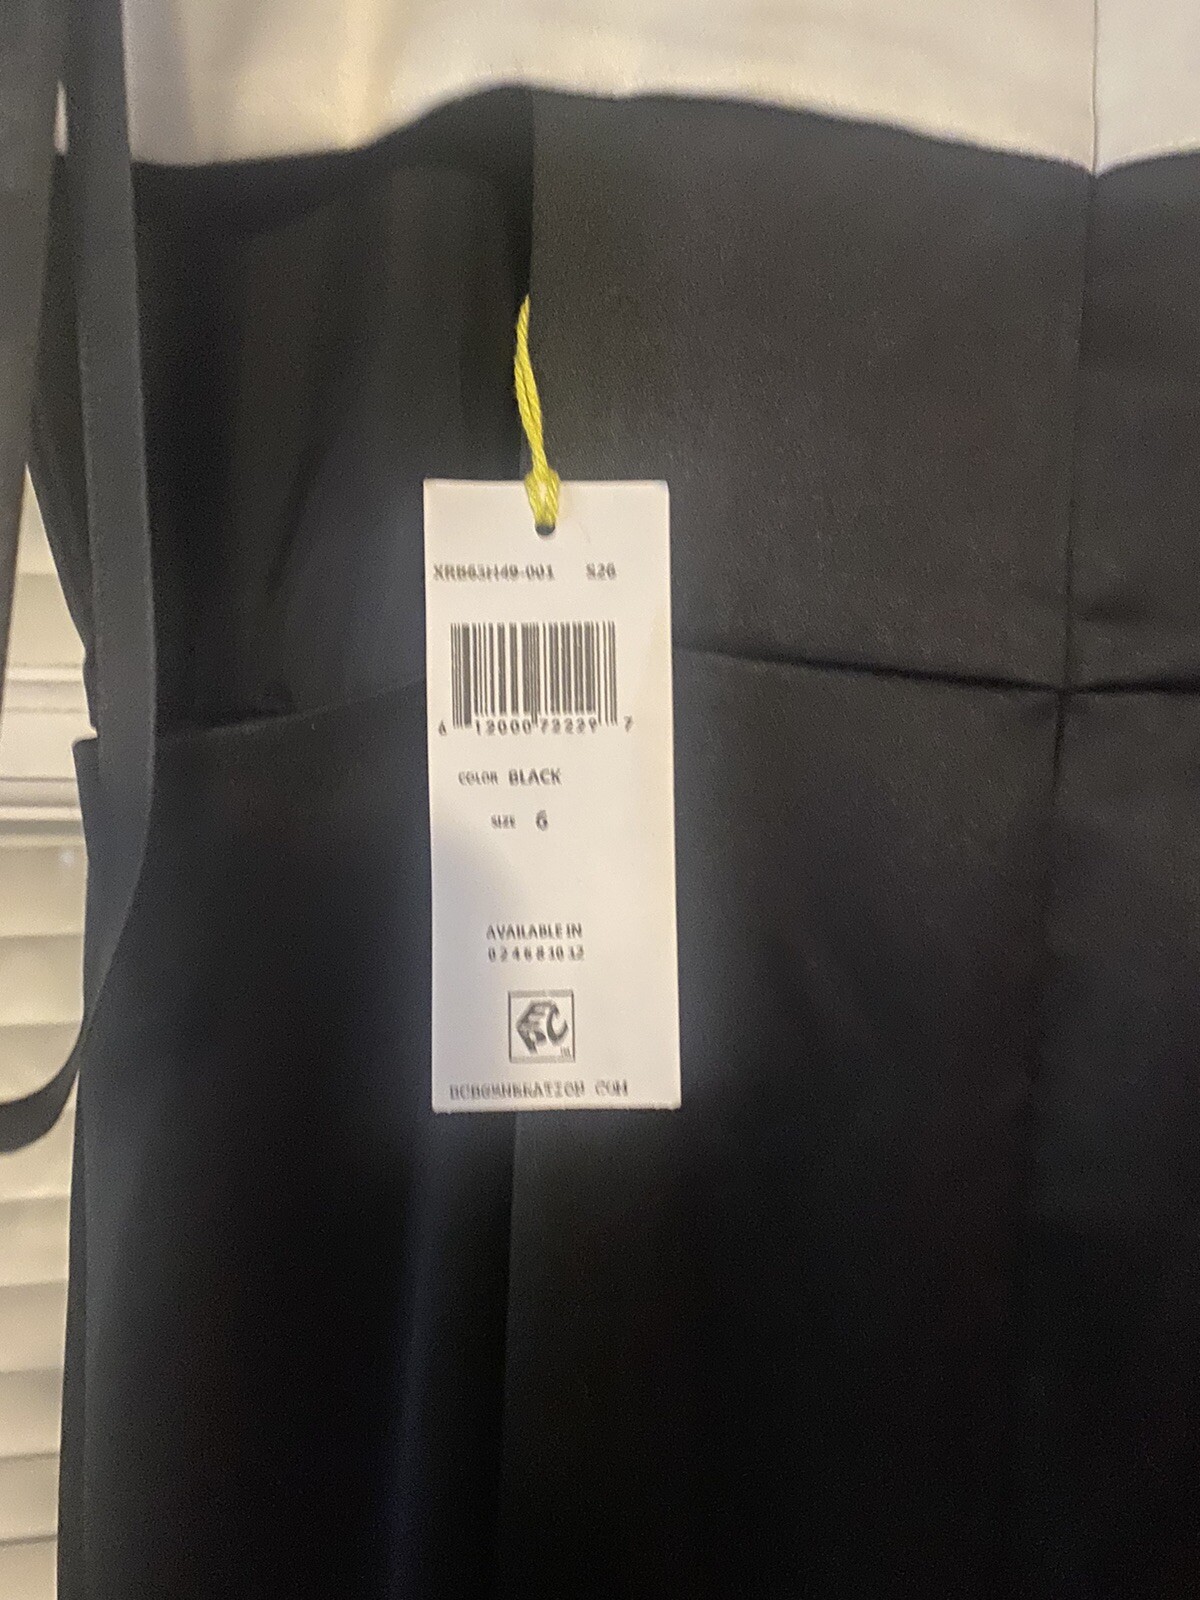 XRB63H49-001 S26
6 12000 72229 7
COLOR BLACK
SIZE 6
AVAILABLE IN
0 2 4 6 8 10 12
BCBGENERATION.COM